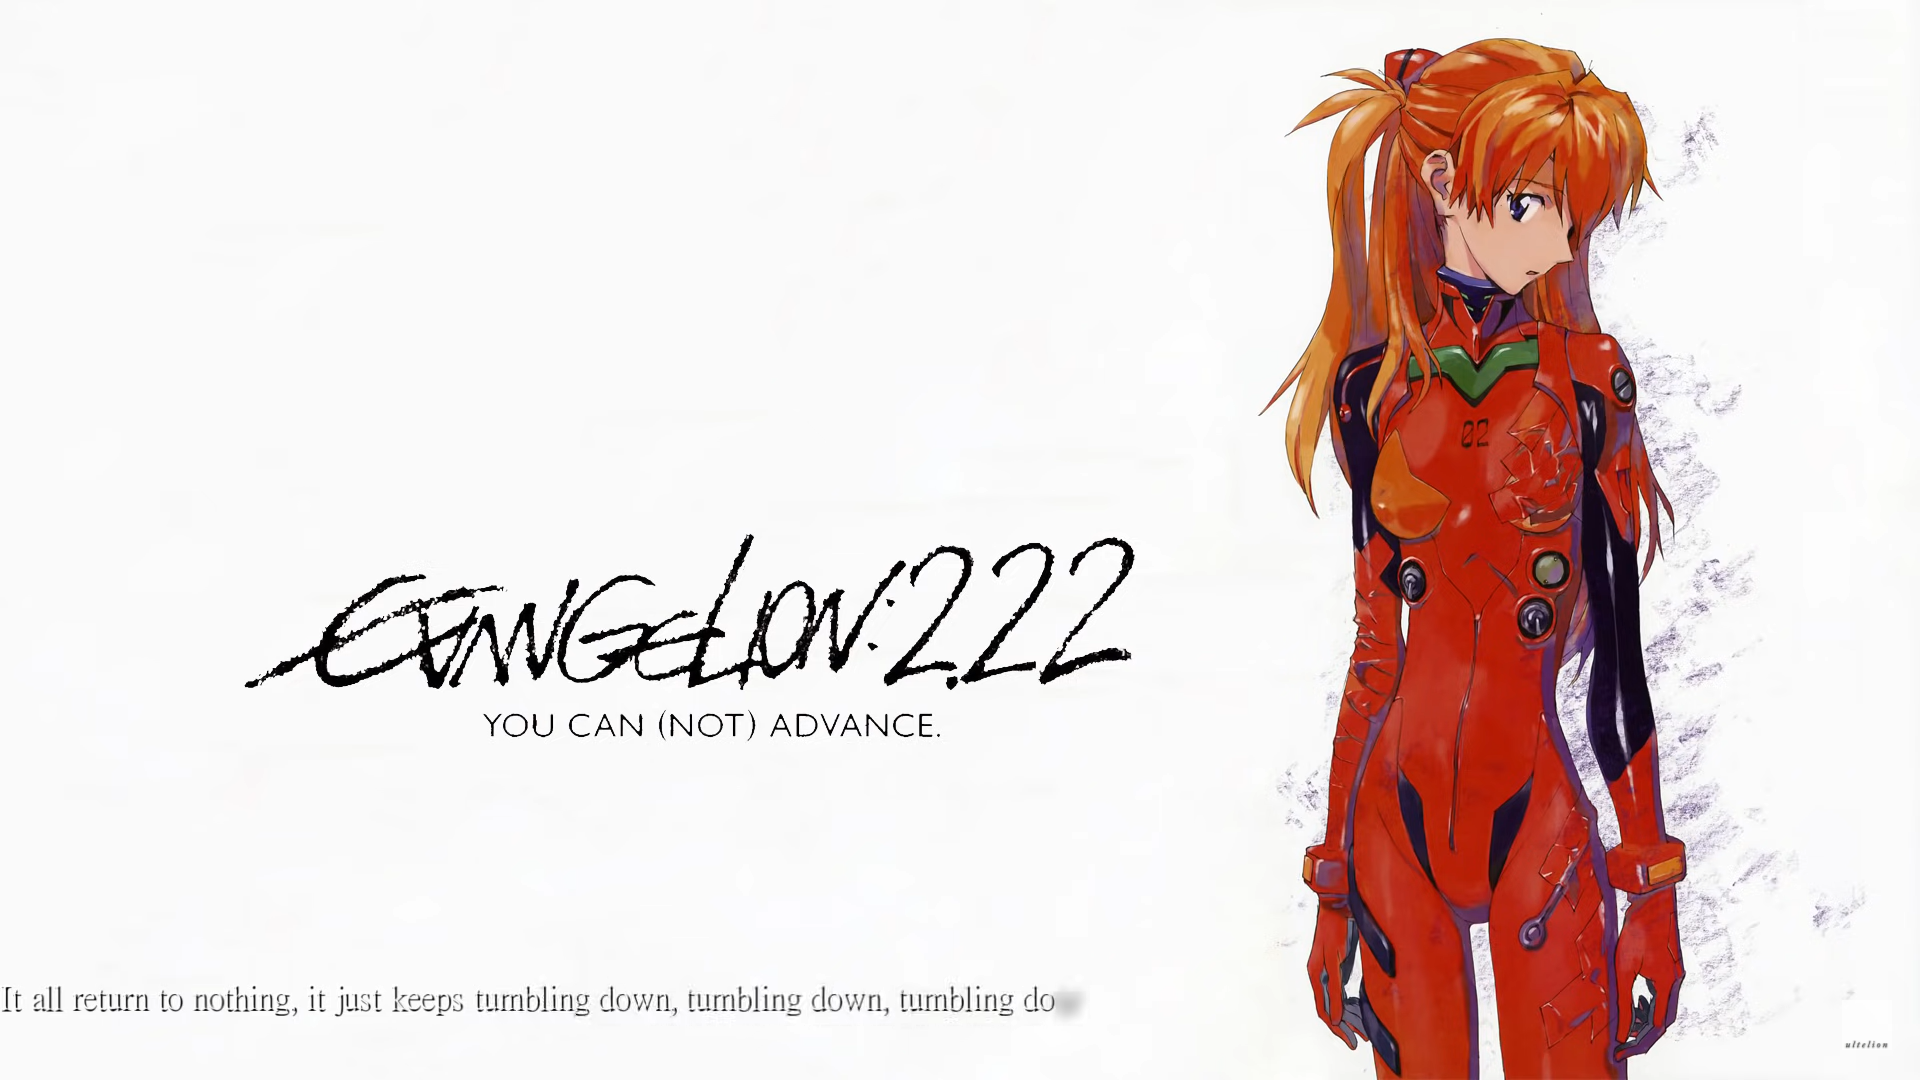 EVANGELION:2.22
YOU CAN (NOT) ADVANCE.
02
It all return to nothing, it just keeps tumbling down, tumbling down, tumbling do
ultelion